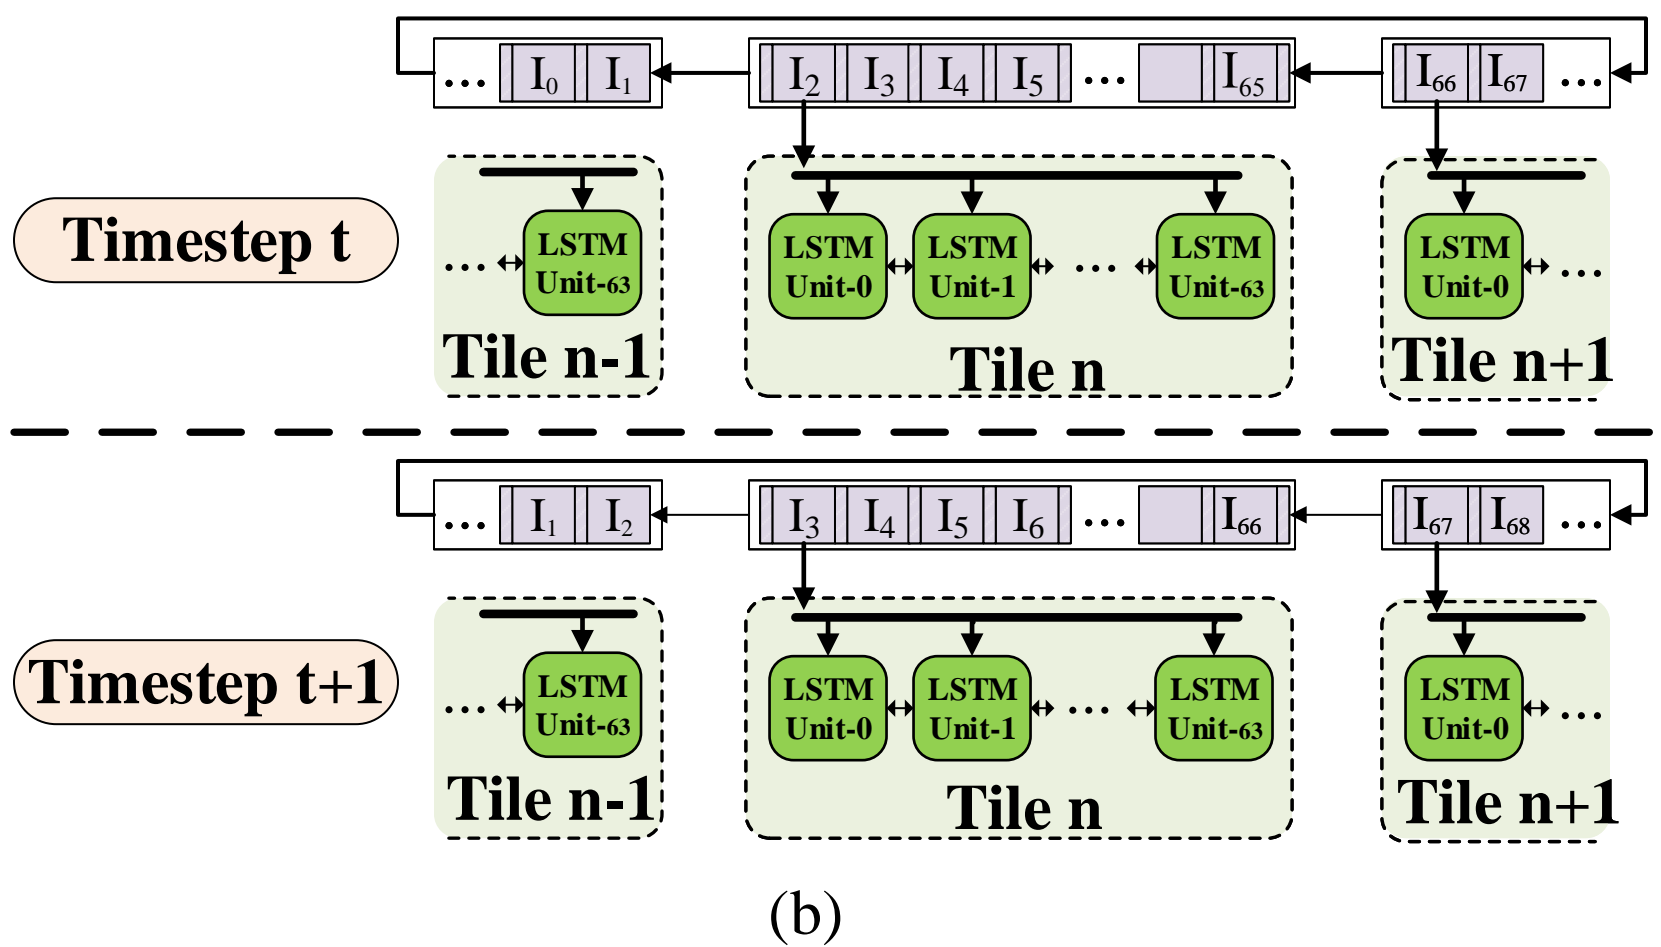 ... I₀ I₁ I₂ I₃ I₄ I₅ ... I₆₅ I₆₆ I₆₇ ...
Timestep t
... LSTM Unit-63
Tile n-1
LSTM Unit-0
LSTM Unit-1
...
LSTM Unit-63
Tile n
LSTM Unit-0
...
Tile n+1
... I₁ I₂ I₃ I₄ I₅ I₆ ... I₆₆ I₆₇ I₆₈ ...
Timestep t+1
... LSTM Unit-63
Tile n-1
LSTM Unit-0
LSTM Unit-1
...
LSTM Unit-63
Tile n
LSTM Unit-0
...
Tile n+1
(b)